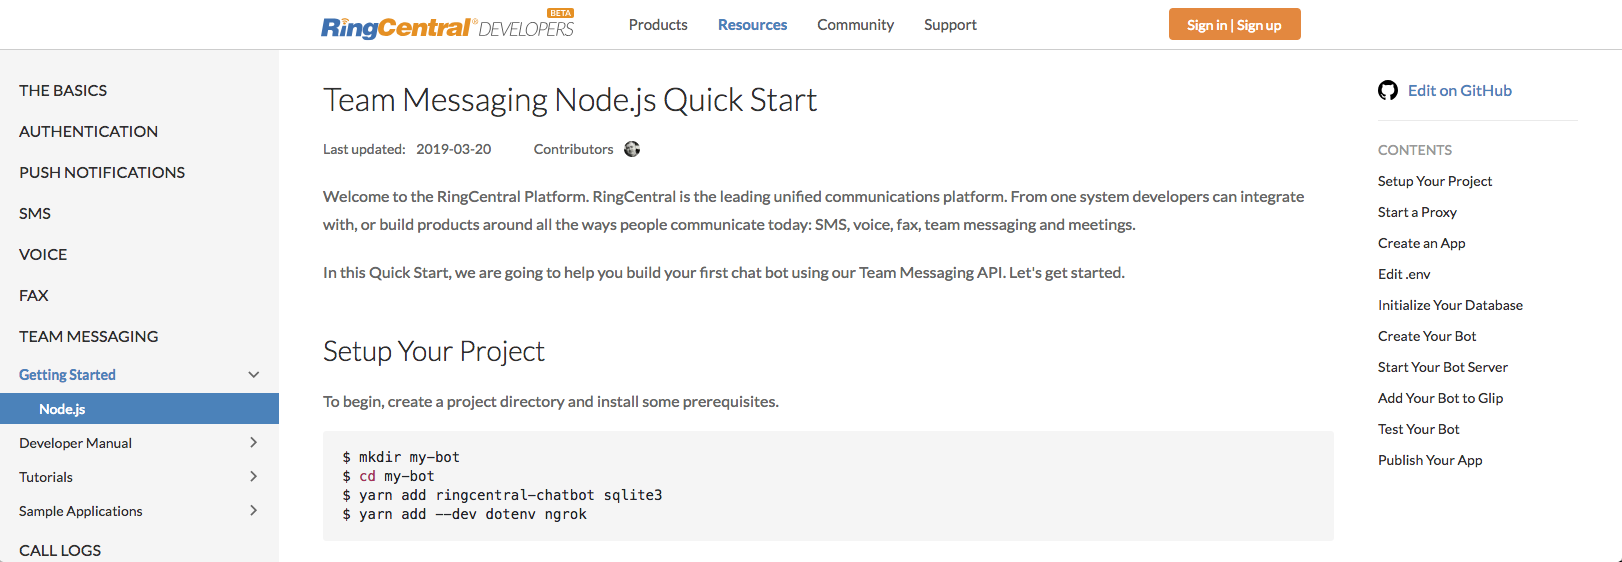 RingCentral® DEVELOPERS BETA
Products
Resources
Community
Support
Sign in | Sign up
THE BASICS
AUTHENTICATION
PUSH NOTIFICATIONS
SMS
VOICE
FAX
TEAM MESSAGING
Getting Started
Node.js
Developer Manual
Tutorials
Sample Applications
CALL LOGS
Team Messaging Node.js Quick Start
Last updated: 2019-03-20 Contributors
Welcome to the RingCentral Platform. RingCentral is the leading unified communications platform. From one system developers can integrate
with, or build products around all the ways people communicate today: SMS, voice, fax, team messaging and meetings.
In this Quick Start, we are going to help you build your first chat bot using our Team Messaging API. Let's get started.
Setup Your Project
To begin, create a project directory and install some prerequisites.
$ mkdir my-bot
$ cd my-bot
$ yarn add ringcentral-chatbot sqlite3
$ yarn add --dev dotenv ngrok
Edit on GitHub
CONTENTS
Setup Your Project
Start a Proxy
Create an App
Edit .env
Initialize Your Database
Create Your Bot
Start Your Bot Server
Add Your Bot to Glip
Test Your Bot
Publish Your App